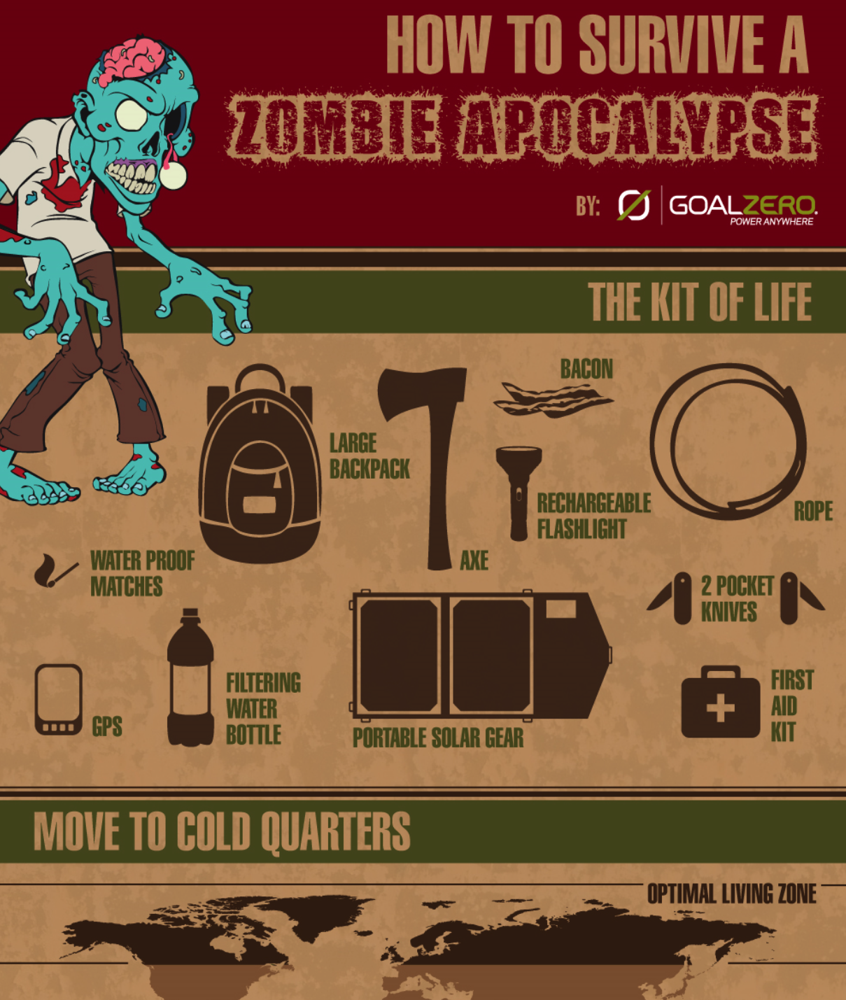 HOW TO SURVIVE A
ZOMBIE APOCALYPSE
BY: GOALZERO.
POWER ANYWHERE
THE KIT OF LIFE
BACON
LARGE
BACKPACK
RECHARGEABLE
FLASHLIGHT
ROPE
WATER PROOF
MATCHES
AXE
2 POCKET
KNIVES
FILTERING
WATER
BOTTLE
GPS
PORTABLE SOLAR GEAR
FIRST
AID
KIT
MOVE TO COLD QUARTERS
OPTIMAL LIVING ZONE